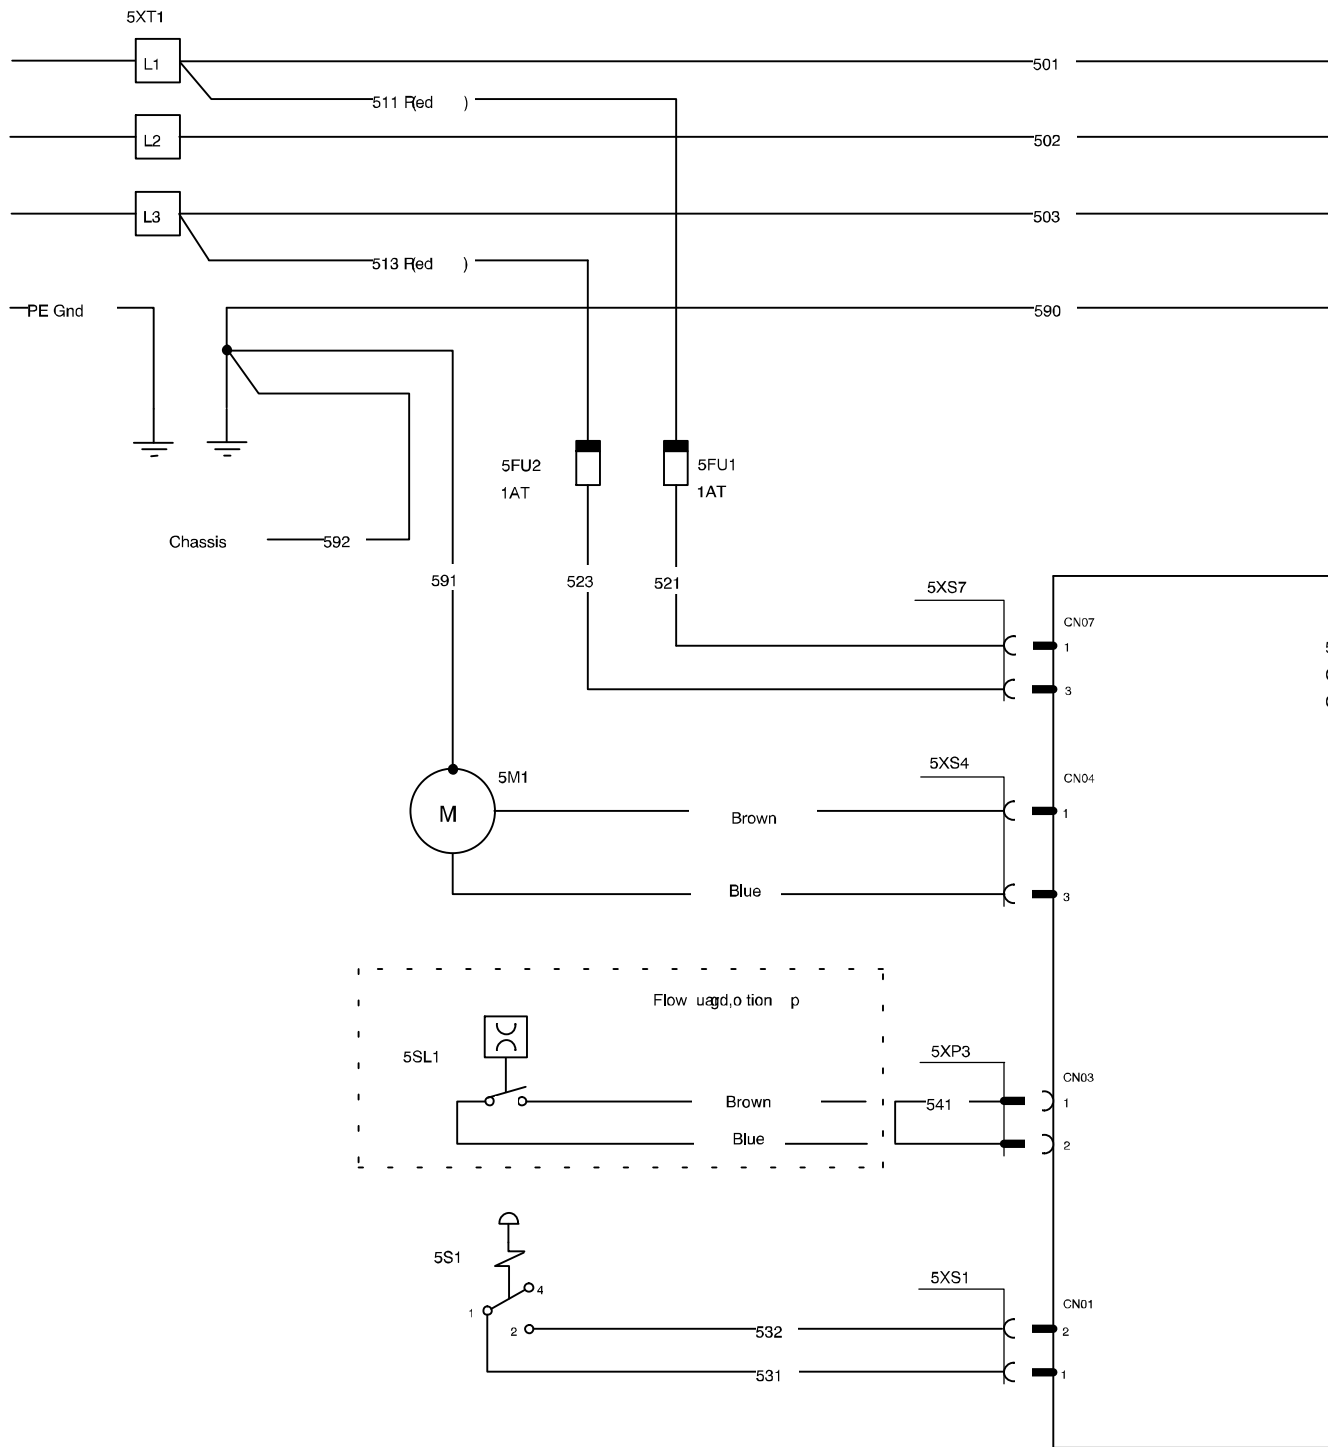 5XT1
L1
501
511 Red )
L2
502
L3
503
513 Red )
PE Gnd
590
5FU2
1AT
5FU1
1AT
Chassis
592
591
523
521
5XS7
CN07
1
3
5M1
M
5XS4
CN04
1
Brown
Blue
3
Flow
5SL1
5XP3
CN03
Brown
541
1
Blue
2
5S1
4
1
2
5XS1
CN01
532
2
531
1